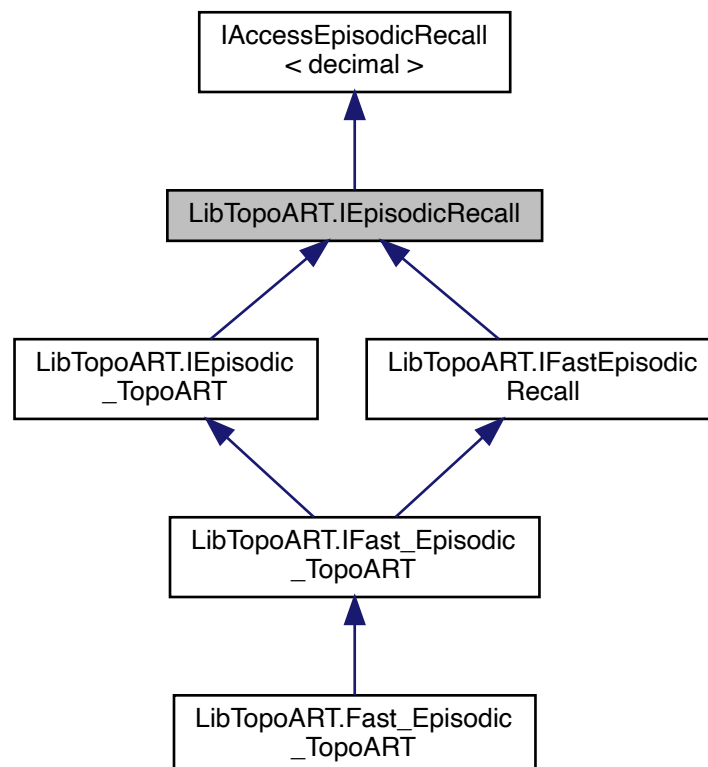 IAccessEpisodicRecall
< decimal >
LibTopoART.IEpisodicRecall
LibTopoART.IEpisodic
_TopoART
LibTopoART.IFastEpisodic
Recall
LibTopoART.IFast_Episodic
_TopoART
LibTopoART.Fast_Episodic
_TopoART